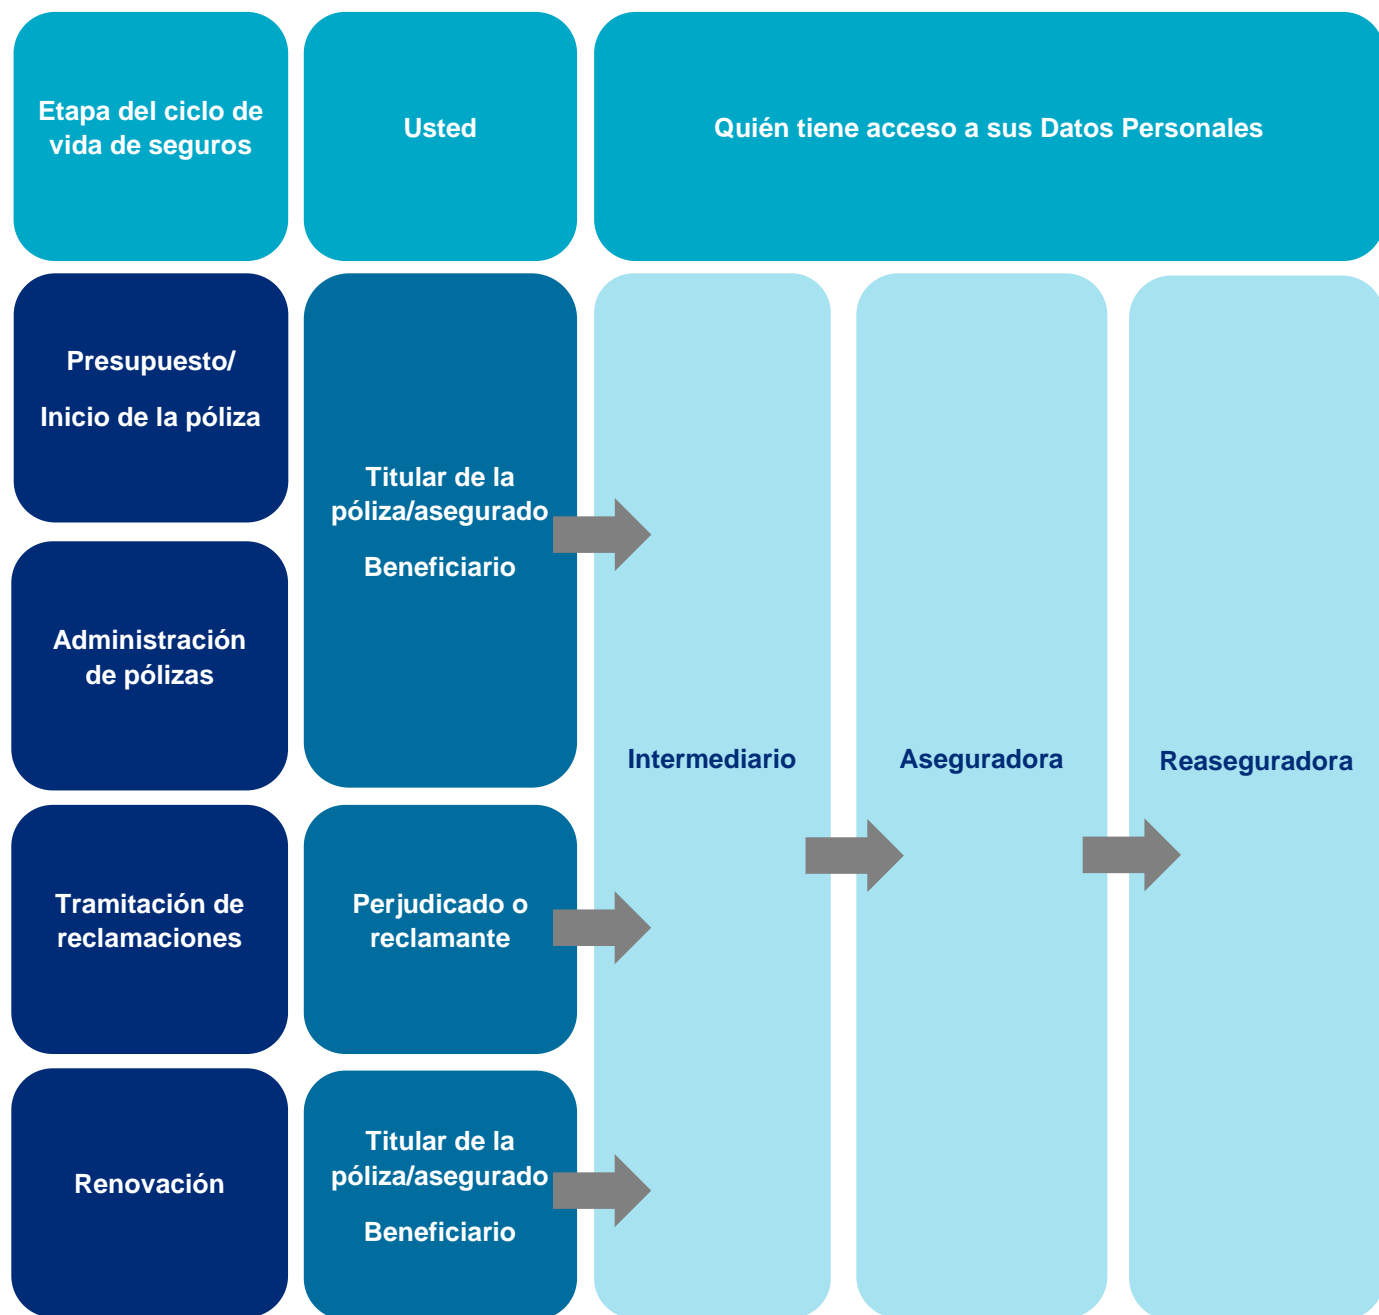 Etapa del ciclo de
vida de seguros
Usted
Quién tiene acceso a sus Datos Personales
Presupuesto/
Inicio de la póliza
Titular de la
póliza/asegurado
Beneficiario
Administración
de pólizas
Intermediario
Aseguradora
Reaseguradora
Tramitación de
reclamaciones
Perjudicado o
reclamante
Renovación
Titular de la
póliza/asegurado
Beneficiario